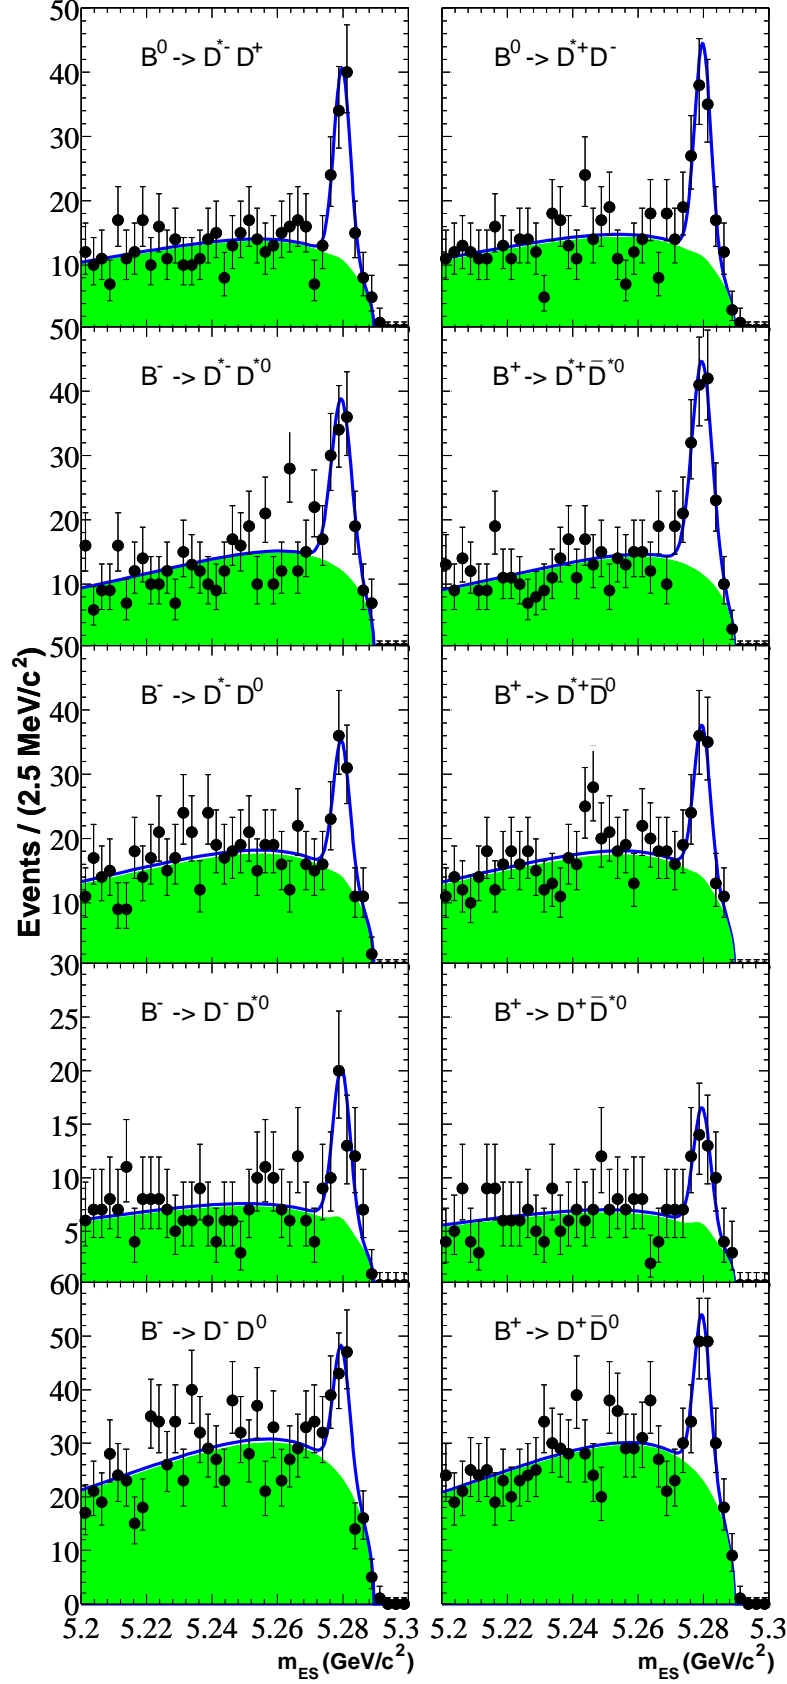 50
40
30
20
10
B⁰ -> D*⁻ D⁺
B⁰ -> D*⁺ D⁻
50
40
30
20
10
B⁻ -> D*⁻ D*⁰
B⁺ -> D*⁺ D̅*⁰
50
40
30
20
10
B⁻ -> D*⁻ D⁰
B⁺ -> D*⁺ D̅⁰
Events / (2.5 MeV/c²)
30
25
20
15
10
5
B⁻ -> D⁻ D*⁰
B⁺ -> D⁺ D̅*⁰
60
50
40
30
20
10
0
B⁻ -> D⁻ D⁰
B⁺ -> D⁺ D̅⁰
5.2 5.22 5.24 5.26 5.28 5.3
5.2 5.22 5.24 5.26 5.28 5.3
m_ES (GeV/c²)
m_ES (GeV/c²)